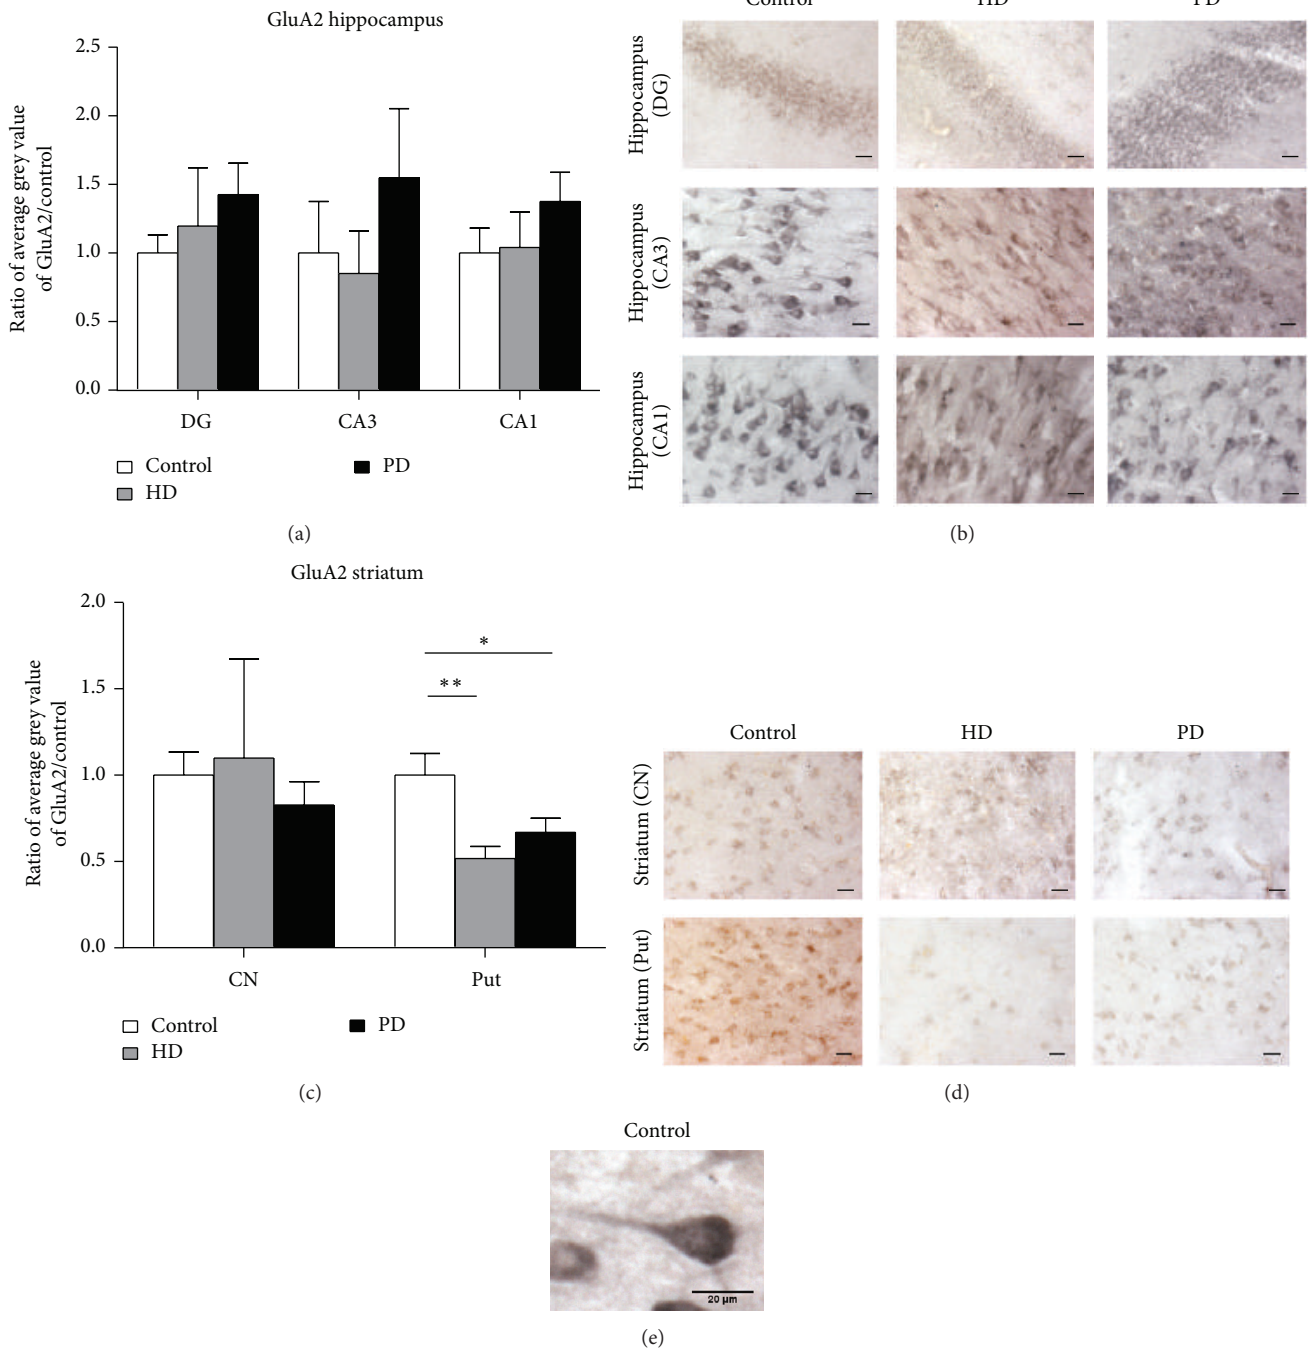 GluA2 hippocampus
Ratio of average grey value
of GluA2/control
2.5
2.0
1.5
1.0
0.5
0.0
DG
CA3
CA1
Control
PD
HD
(a)
Control
HD
PD
Hippocampus
(DG)
Hippocampus
(CA3)
Hippocampus
(CA1)
(b)
GluA2 striatum
Ratio of average grey value
of GluA2/control
2.0
1.5
1.0
0.5
0.0
*
**
CN
Put
Control
PD
HD
(c)
Control
HD
PD
Striatum (CN)
Striatum (Put)
(d)
Control
20 μm
(e)